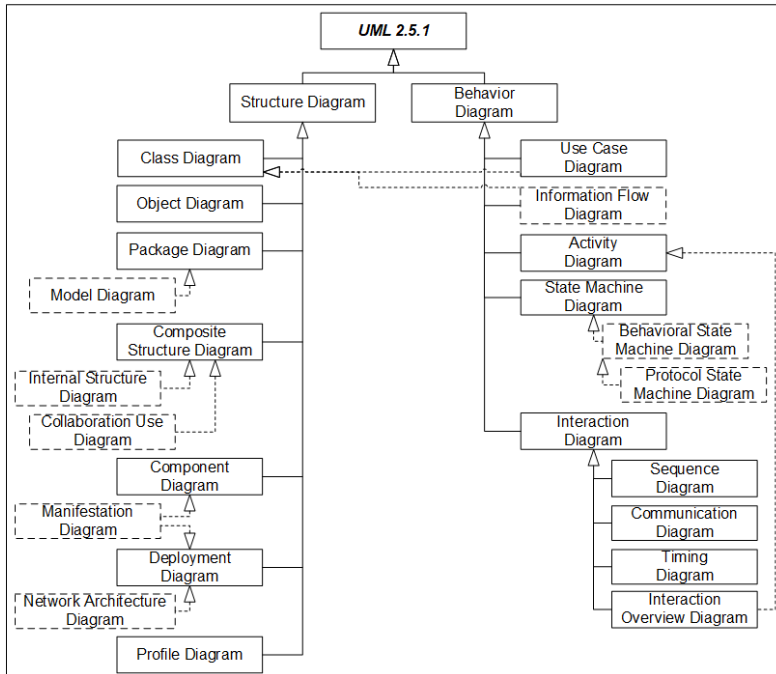 UML 2.5.1
Structure Diagram
Behavior
Diagram
Class Diagram
Use Case
Diagram
Object Diagram
Information Flow
Diagram
Package Diagram
Activity
Diagram
Model Diagram
State Machine
Diagram
Composite
Structure Diagram
Behavioral State
Machine Diagram
Internal Structure
Diagram
Protocol State
Machine Diagram
Collaboration Use
Diagram
Interaction
Diagram
Component
Diagram
Sequence
Diagram
Manifestation
Diagram
Communication
Diagram
Deployment
Diagram
Timing
Diagram
Network Architecture
Diagram
Interaction
Overview Diagram
Profile Diagram